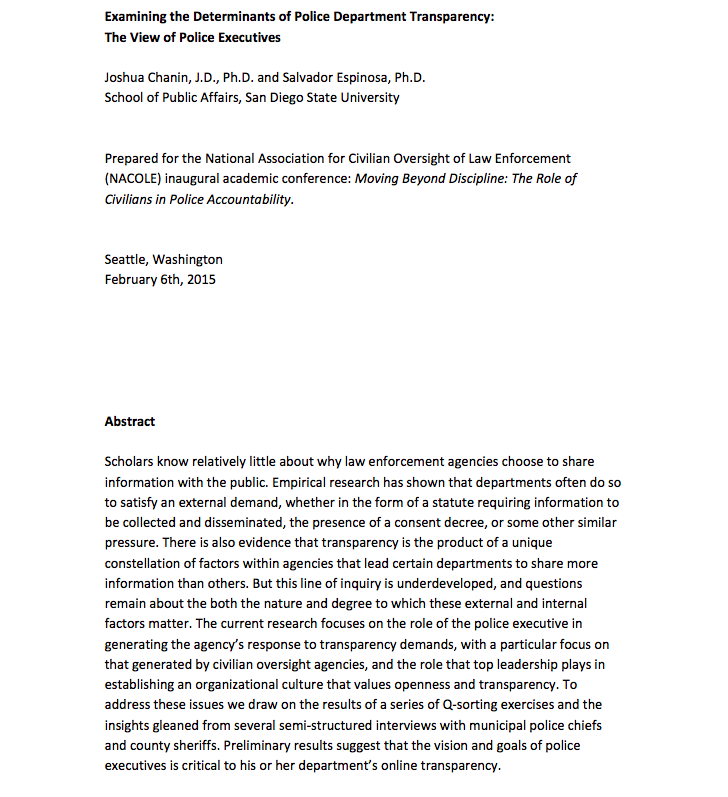 Examining the Determinants of Police Department Transparency:
The View of Police Executives
Joshua Chanin, J.D., Ph.D. and Salvador Espinosa, Ph.D.
School of Public Affairs, San Diego State University
Prepared for the National Association for Civilian Oversight of Law Enforcement
(NACOLE) inaugural academic conference: Moving Beyond Discipline: The Role of
Civilians in Police Accountability.
Seattle, Washington
February 6th, 2015
Abstract
Scholars know relatively little about why law enforcement agencies choose to share
information with the public. Empirical research has shown that departments often do so
to satisfy an external demand, whether in the form of a statute requiring information to
be collected and disseminated, the presence of a consent decree, or some other similar
pressure. There is also evidence that transparency is the product of a unique
constellation of factors within agencies that lead certain departments to share more
information than others. But this line of inquiry is underdeveloped, and questions
remain about the both the nature and degree to which these external and internal
factors matter. The current research focuses on the role of the police executive in
generating the agency's response to transparency demands, with a particular focus on
that generated by civilian oversight agencies, and the role that top leadership plays in
establishing an organizational culture that values openness and transparency. To
address these issues we draw on the results of a series of Q-sorting exercises and the
insights gleaned from several semi-structured interviews with municipal police chiefs
and county sheriffs. Preliminary results suggest that the vision and goals of police
executives is critical to his or her department's online transparency.